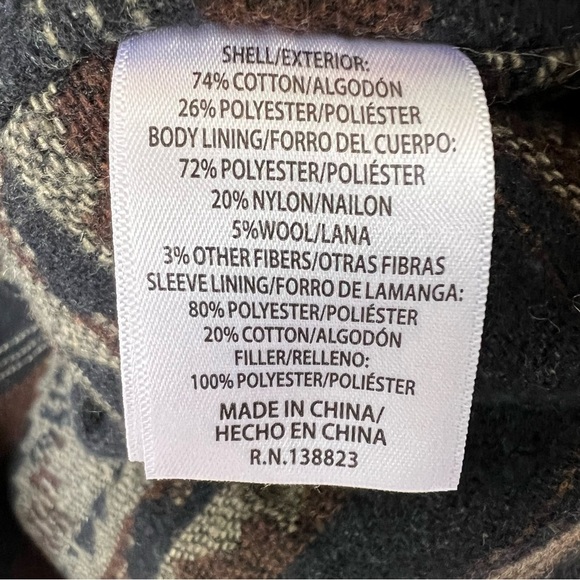 SHELL/EXTERIOR:
74% COTTON/ALGODÓN
26% POLYESTER/POLIÉSTER
BODY LINING/FORRO DEL CUERPO:
72% POLYESTER/POLIÉSTER
20% NYLON/NAILON
5%WOOL/LANA
3% OTHER FIBERS/OTRAS FIBRAS
SLEEVE LINING/FORRO DE LAMANGA:
80% POLYESTER/POLIÉSTER
20% COTTON/ALGODÓN
FILLER/RELLENO:
100% POLYESTER/POLIÉSTER
MADE IN CHINA/
HECHO EN CHINA
R.N.138823